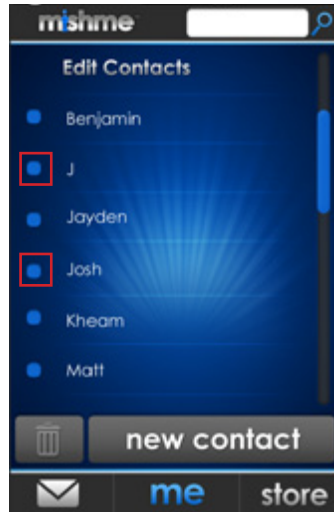 mishme
Edit Contacts
Benjamin
J
Jayden
Josh
Kheam
Matt
new contact
me
store